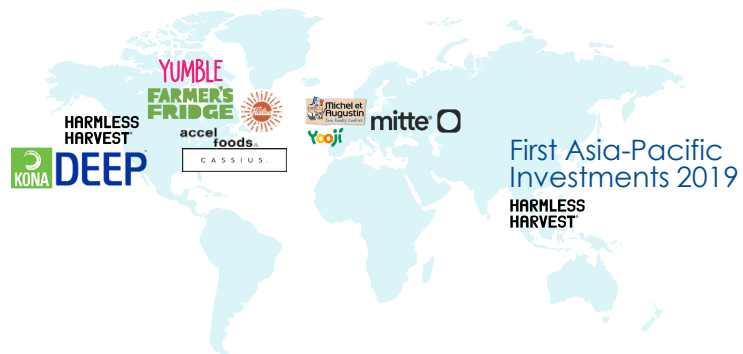 YUMBLE
FARMER'S
FRIDGE
HARMLESS
HARVEST®
accel
foods
CASSIUS.
KONA
DEEP
Michel et
Augustin
Yooji
mitte®
First Asia-Pacific
Investments 2019
HARMLESS
HARVEST®